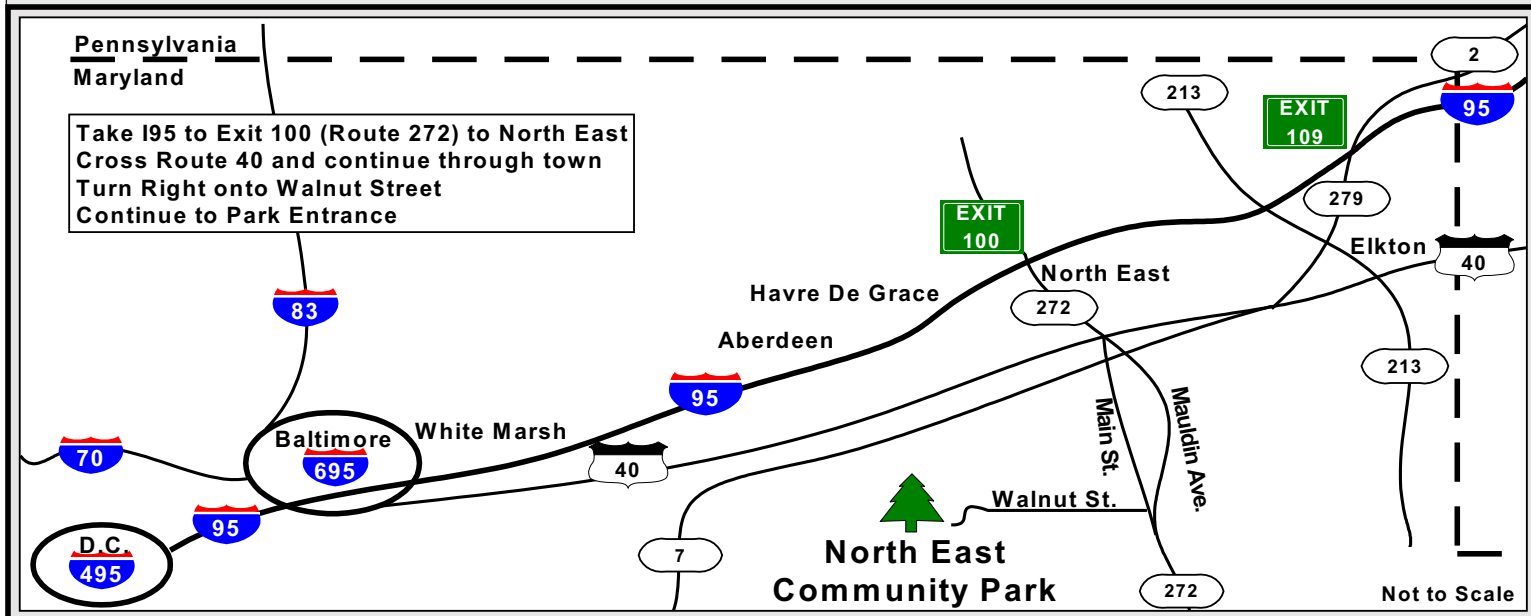 Pennsylvania
Maryland
Take I95 to Exit 100 (Route 272) to North East
Cross Route 40 and continue through town
Turn Right onto Walnut Street
Continue to Park Entrance
2
213
95
EXIT
109
279
EXIT
100
Elkton
40
North East
Havre De Grace
272
83
Aberdeen
213
95
Main St.
Mauldin Ave.
White Marsh
Baltimore
695
70
40
Walnut St.
95
D.C.
495
7
North East
Community Park
272
Not to Scale